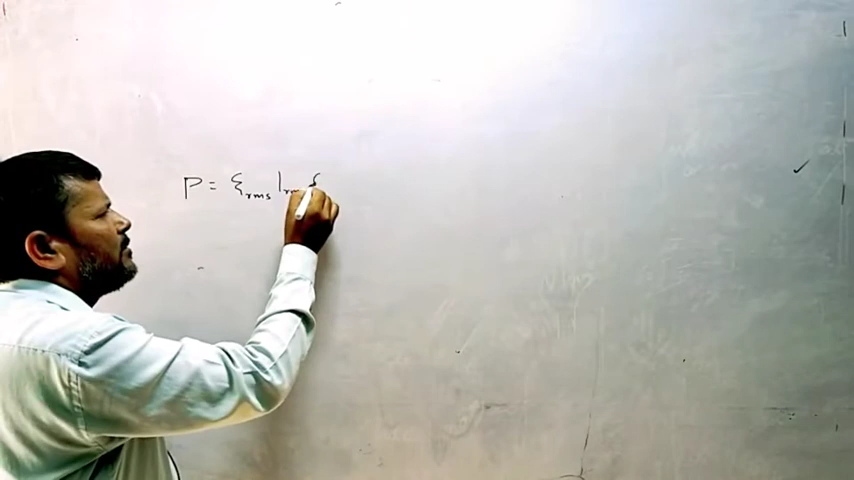 P = ξrms Irms